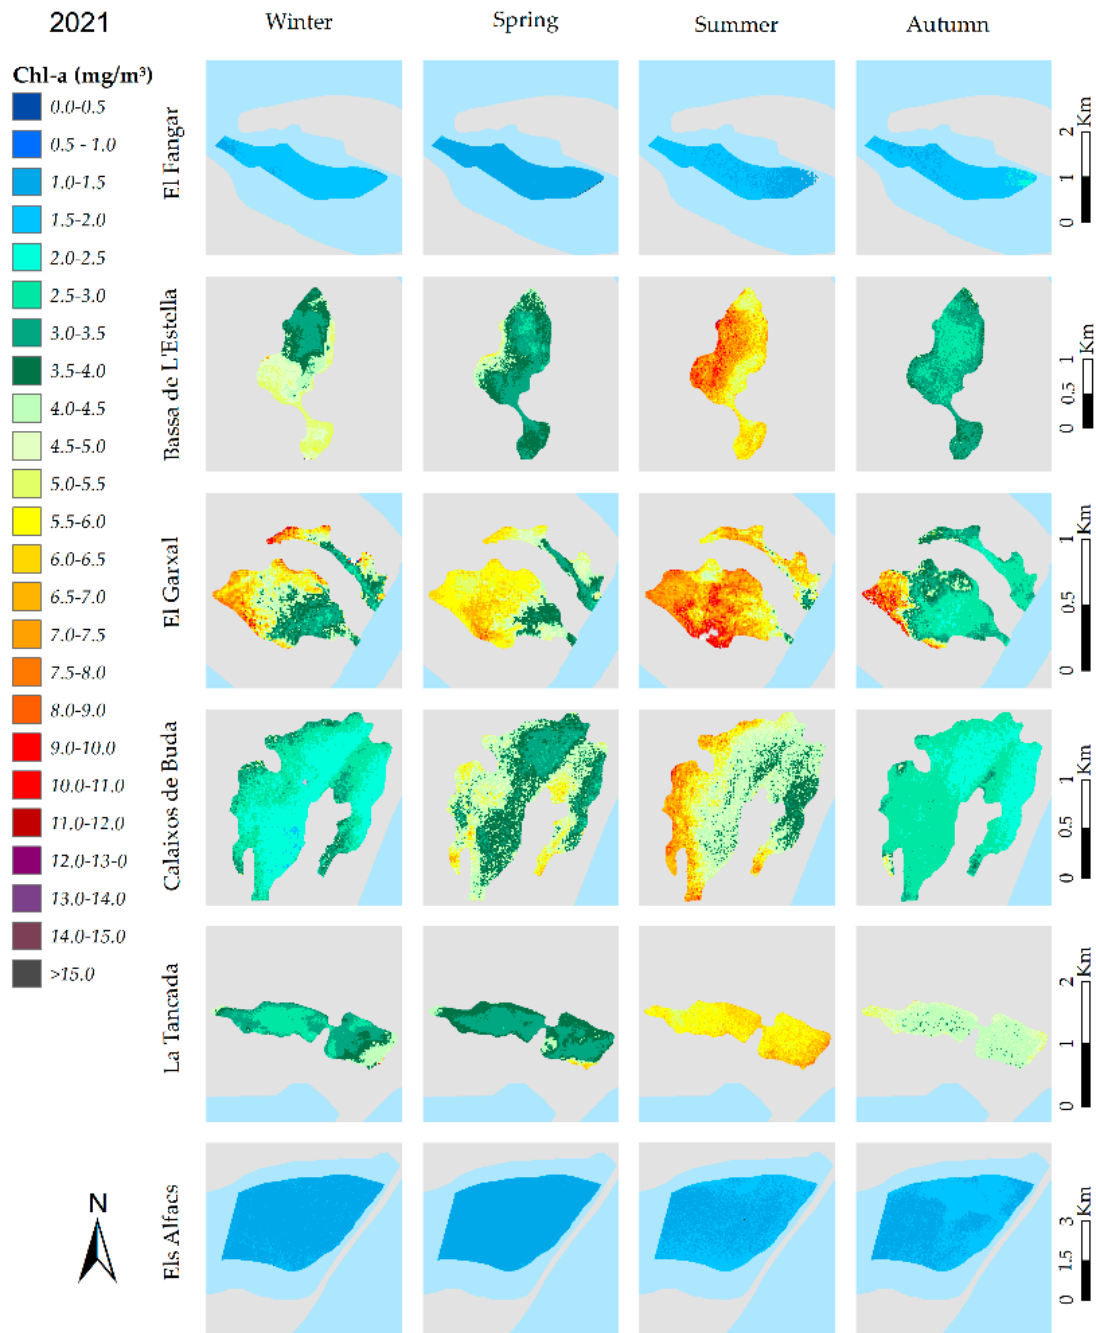 2021
Winter
Spring
Summer
Autumn
Chl-a (mg/m³)
0.0-0.5
0.5 - 1.0
1.0-1.5
1.5-2.0
2.0-2.5
2.5-3.0
3.0-3.5
3.5-4.0
4.0-4.5
4.5-5.0
5.0-5.5
5.5-6.0
6.0-6.5
6.5-7.0
7.0-7.5
7.5-8.0
8.0-9.0
9.0-10.0
10.0-11.0
11.0-12.0
12.0-13-0
13.0-14.0
14.0-15.0
>15.0
N
El Fangar
0 1 2 Km
Bassa de L'Estella
0 0.5 1 Km
El Garxal
0 0.5 1 Km
Calaixos de Buda
0 0.5 1 Km
La Tancada
0 1 2 Km
Els Alfacs
0 1.5 3 Km